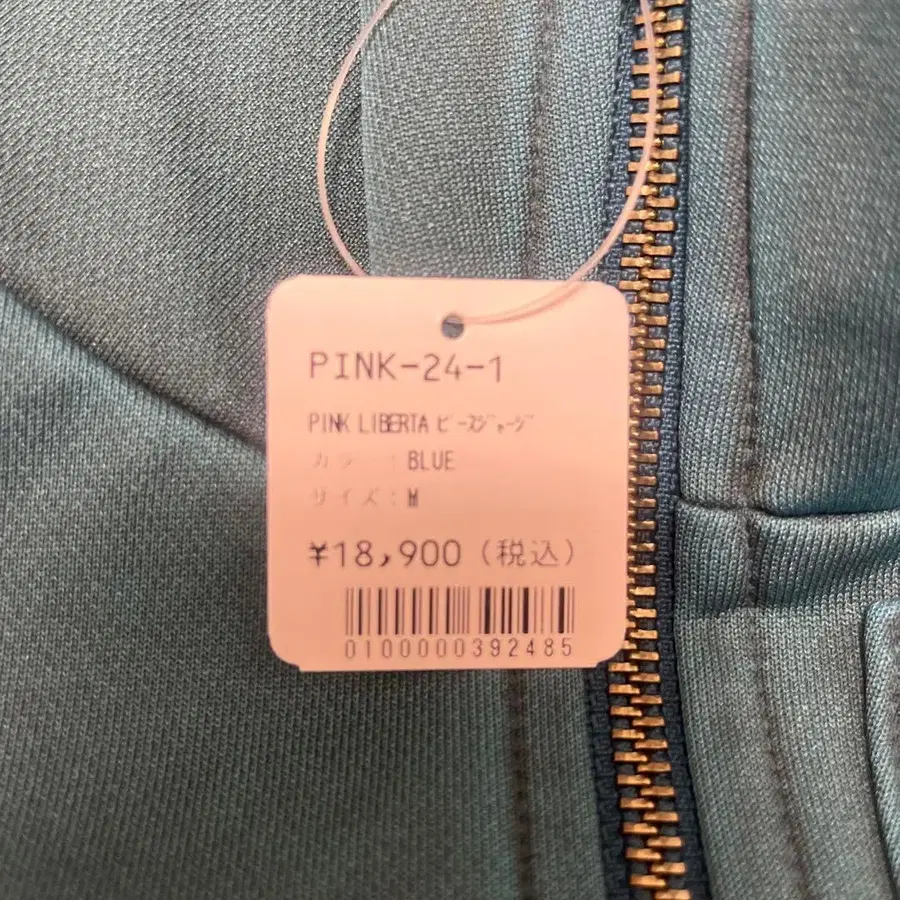 PINK-24-1
PINK LIBERTA ピースジャージ
カラー : BLUE
サイズ : M
¥18,900 (税込)
0100000392485